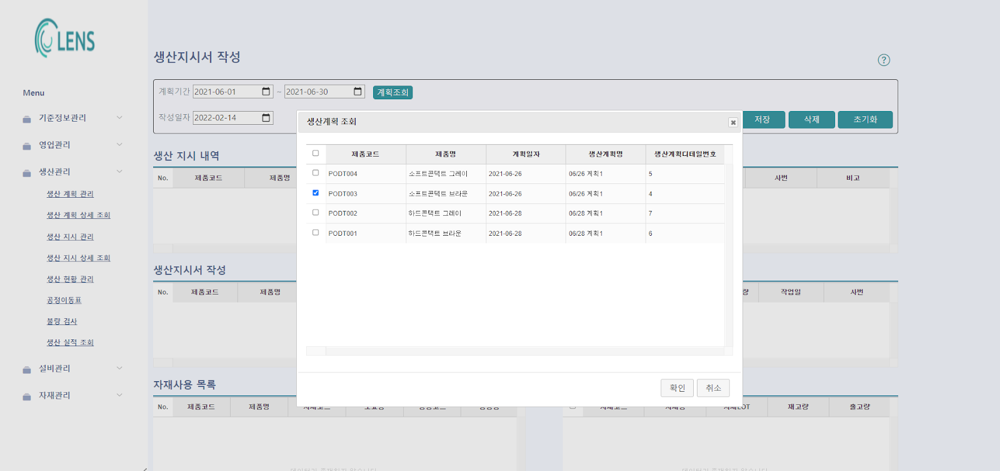 LENS
Menu
기준정보관리
영업관리
생산관리
생산 계획 관리
생산 계획 상세 조회
생산 지시 관리
생산 지시 상세 조회
생산 현황 관리
공정이동표
불량 검사
생산 실적 조회
설비관리
자재관리
생산지시서 작성
?
계획기간 2021-06-01 ~ 2021-06-30 계획조회
작성일자 2022-02-14
저장 삭제 초기화
생산 지시 내역
No. 제품코드 제품명 사번 비고
생산지시서 작성
No. 제품코드 제품명 량 작업일 사번
자재사용 목록
No. 제품코드 제품명 재고량 출고량
생산계획 조회
제품코드 제품명 계획일자 생산계획명 생산계획디테일번호
PODT004 소프트콘택트 그레이 2021-06-26 06/26 계획1 5
PODT003 소프트콘택트 브라운 2021-06-26 06/26 계획1 4
PODT002 하드콘택트 그레이 2021-06-28 06/28 계획1 7
PODT001 하드콘택트 브라운 2021-06-28 06/28 계획1 6
확인 취소